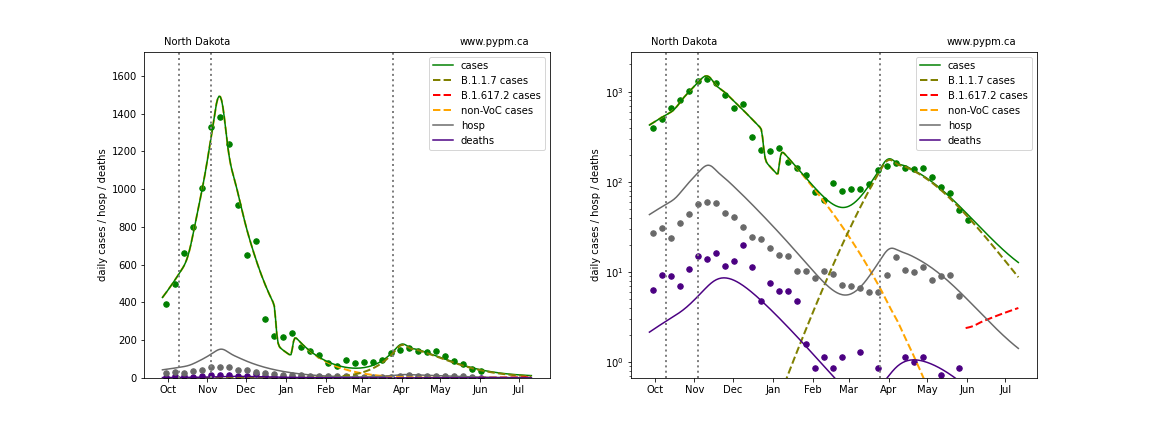 North Dakota www.pypm.ca
cases
B.1.1.7 cases
B.1.617.2 cases
non-VoC cases
hosp
deaths
daily cases / hosp / deaths
1600
1400
1200
1000
800
600
400
200
0
Oct Nov Dec Jan Feb Mar Apr May Jun Jul
North Dakota www.pypm.ca
cases
B.1.1.7 cases
B.1.617.2 cases
non-VoC cases
hosp
deaths
daily cases / hosp / deaths
10³
10²
10¹
10⁰
Oct Nov Dec Jan Feb Mar Apr May Jun Jul